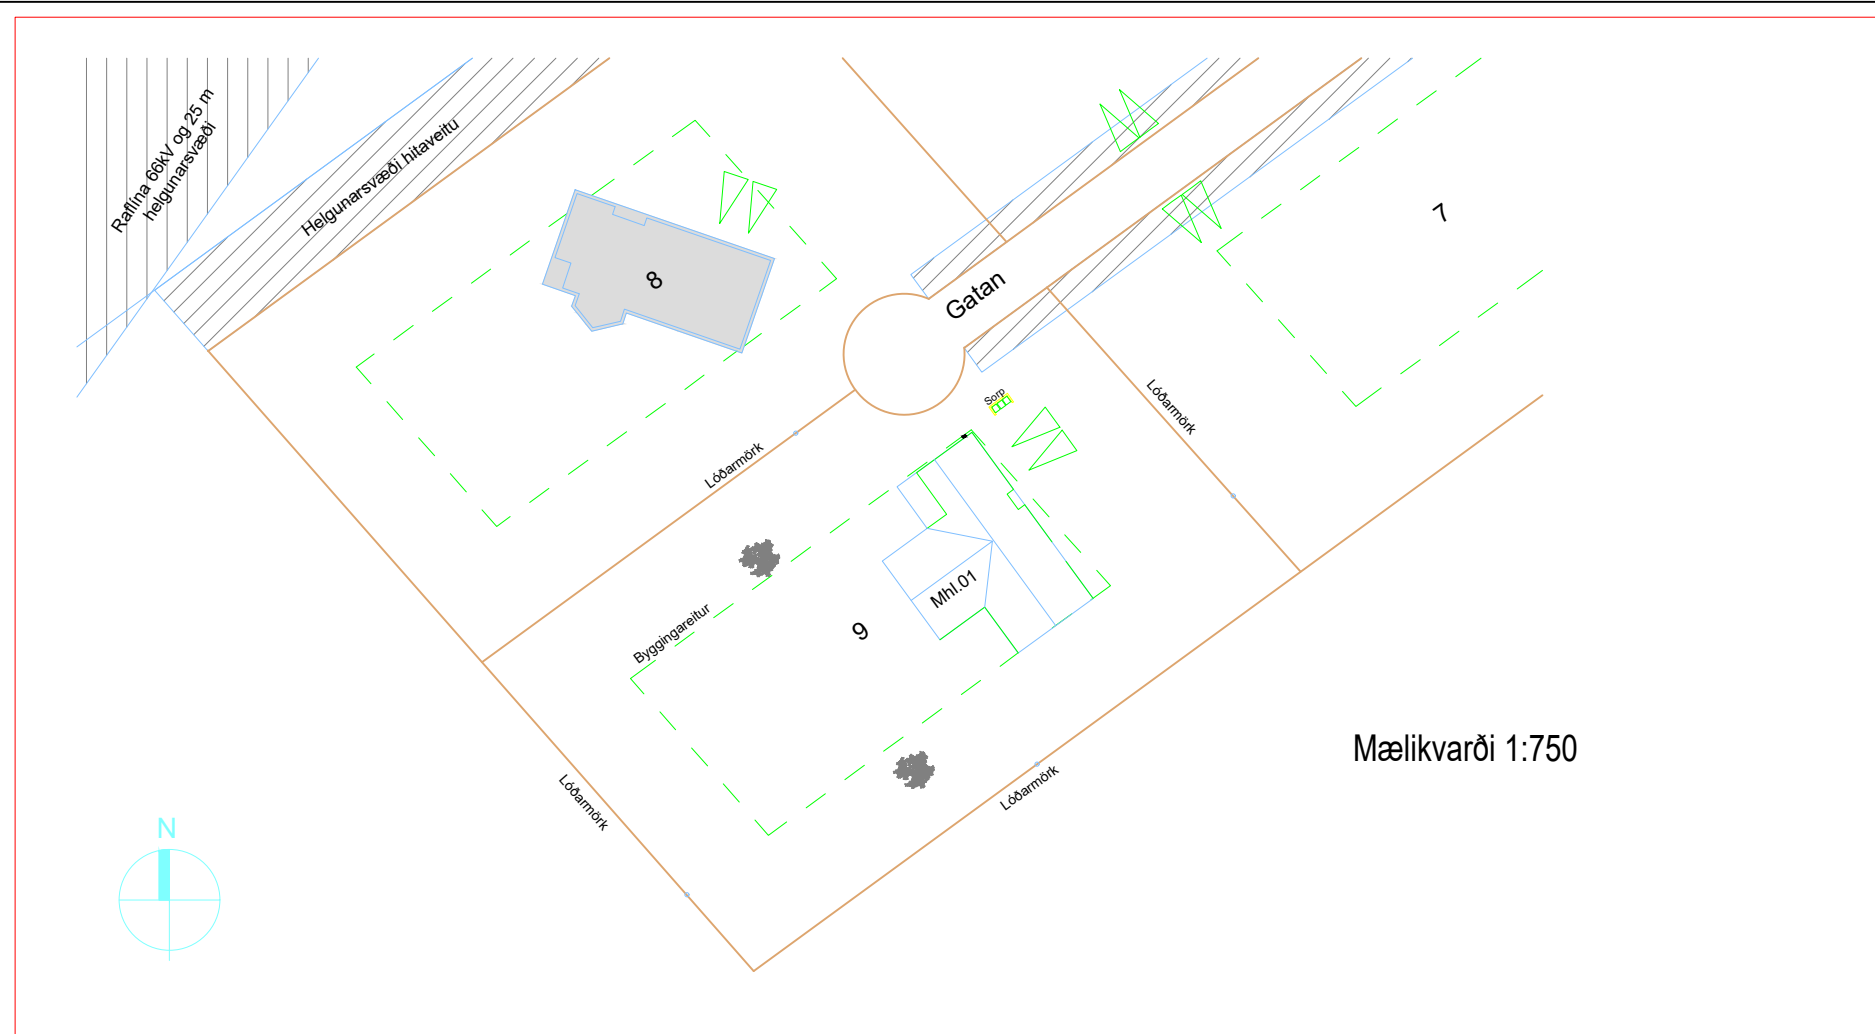 Raflína 66kV og 25 m
helgunarsvæði
Helgunarsvæði hitaveitu
8
7
Gatan
Sorp
Lóðarmörk
Lóðarmörk
Mhl.01
9
Byggingareitur
Lóðarmörk
Lóðarmörk
Mælikvarði 1:750
N